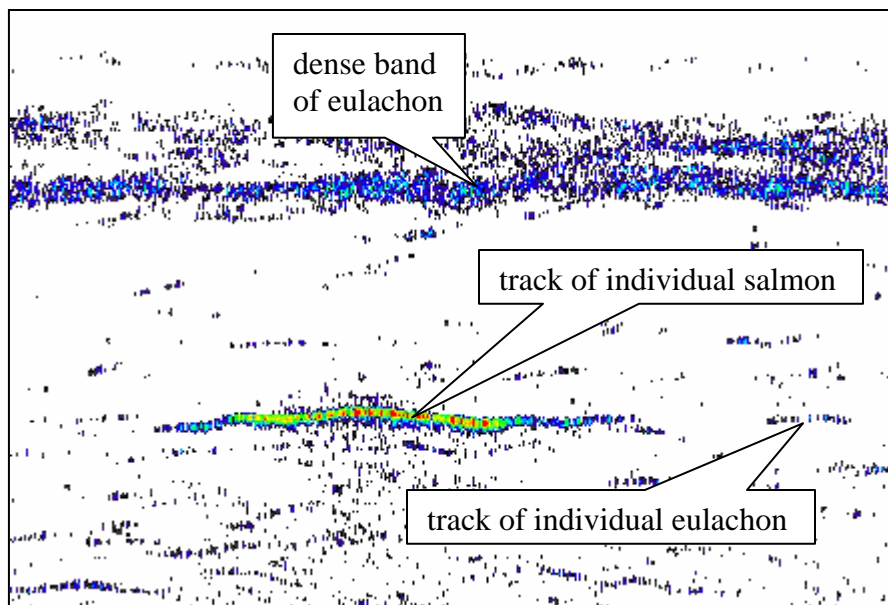 dense band
of eulachon
track of individual salmon
track of individual eulachon